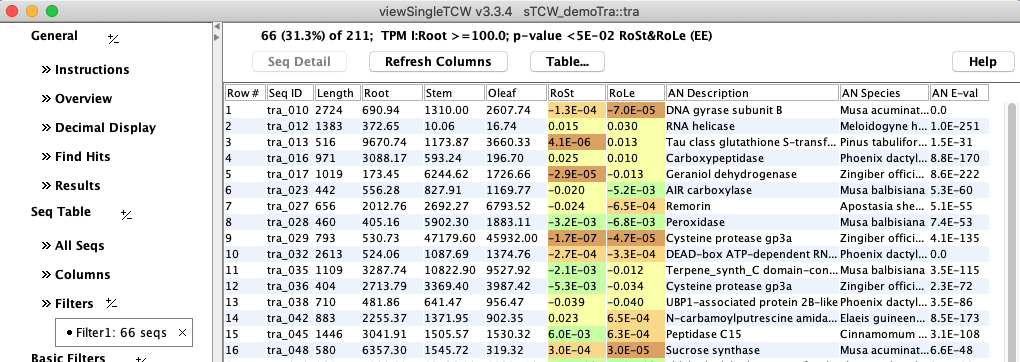 viewSingleTCW v3.3.4 sTCW_demoTra::tra
General
>> Instructions
>> Overview
>> Decimal Display
>> Find Hits
>> Results
Seq Table
>> All Seqs
>> Columns
>> Filters
• Filter1: 66 seqs ×
Basic Filters
66 (31.3%) of 211; TPM I:Root >=100.0; p-value <5E-02 RoSt&RoLe (EE)
Seq Detail Refresh Columns Table... Help
Row # Seq ID Length Root Stem Oleaf RoSt RoLe AN Description AN Species AN E-val
1 tra_010 2724 690.94 1310.00 2607.74 -1.3E-04 -7.0E-05 DNA gyrase subunit B Musa acuminat... 0.0
2 tra_012 1383 372.65 10.06 16.74 0.015 0.030 RNA helicase Meloidogyne h... 1.0E-251
3 tra_013 516 9670.74 1173.87 3660.33 4.1E-06 0.013 Tau class glutathione S-transf... Pinus tabulifor... 1.5E-31
4 tra_016 971 3088.17 593.24 196.70 0.025 0.010 Carboxypeptidase Phoenix dactyl... 8.8E-170
5 tra_017 1019 173.45 6244.62 1726.66 -2.9E-05 -0.013 Geraniol dehydrogenase Zingiber offici... 8.6E-222
6 tra_023 442 556.28 827.91 1169.77 -0.020 -5.2E-03 AIR carboxylase Musa balbisiana 5.3E-60
7 tra_027 656 2012.76 2692.27 6793.52 -0.024 -6.5E-04 Remorin Apostasia she... 5.1E-55
8 tra_028 460 405.16 5902.30 1883.11 -3.2E-03 -6.8E-03 Peroxidase Musa balbisiana 7.4E-53
9 tra_029 793 530.73 47179.60 45932.00 -1.7E-07 -4.7E-05 Cysteine protease gp3a Zingiber offici... 4.1E-135
10 tra_032 2613 524.06 1087.69 1374.76 -2.7E-04 -3.3E-04 DEAD-box ATP-dependent RN... Phoenix dactyl... 0.0
11 tra_035 1109 3287.74 10822.90 9527.92 -2.1E-03 -0.012 Terpene_synth_C domain-con... Musa balbisiana 3.5E-115
12 tra_036 404 2713.79 3369.40 3987.42 -5.3E-03 -0.034 Cysteine protease gp3a Zingiber offici... 2.3E-72
13 tra_038 710 481.86 641.47 956.47 -0.039 -0.040 UBP1-associated protein 2B-like Phoenix dactyl... 3.5E-86
14 tra_042 883 2255.37 1371.95 902.35 0.023 6.5E-04 N-carbamoylputrescine amida... Elaeis guineen... 8.5E-173
15 tra_045 1446 3041.91 1505.57 1530.32 6.0E-03 6.3E-04 Peptidase C15 Cinnamomum ... 3.1E-108
16 tra_048 580 6357.30 1545.71 319.32 3.0E-04 3.0E-05 Sucrose synthase Musa acuminat... 6.6E-48